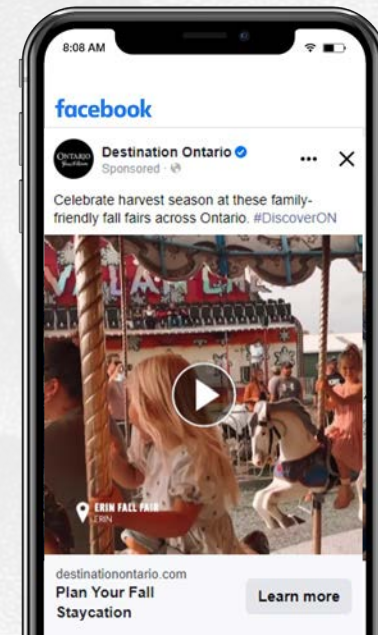 8:08 AM
facebook
ONTARIO
Destination Ontario
Sponsored ·
Celebrate harvest season at these family-
friendly fall fairs across Ontario. #DiscoverON
ERIN FALL FAIR
ERIN
destinationontario.com
Plan Your Fall
Staycation
Learn more